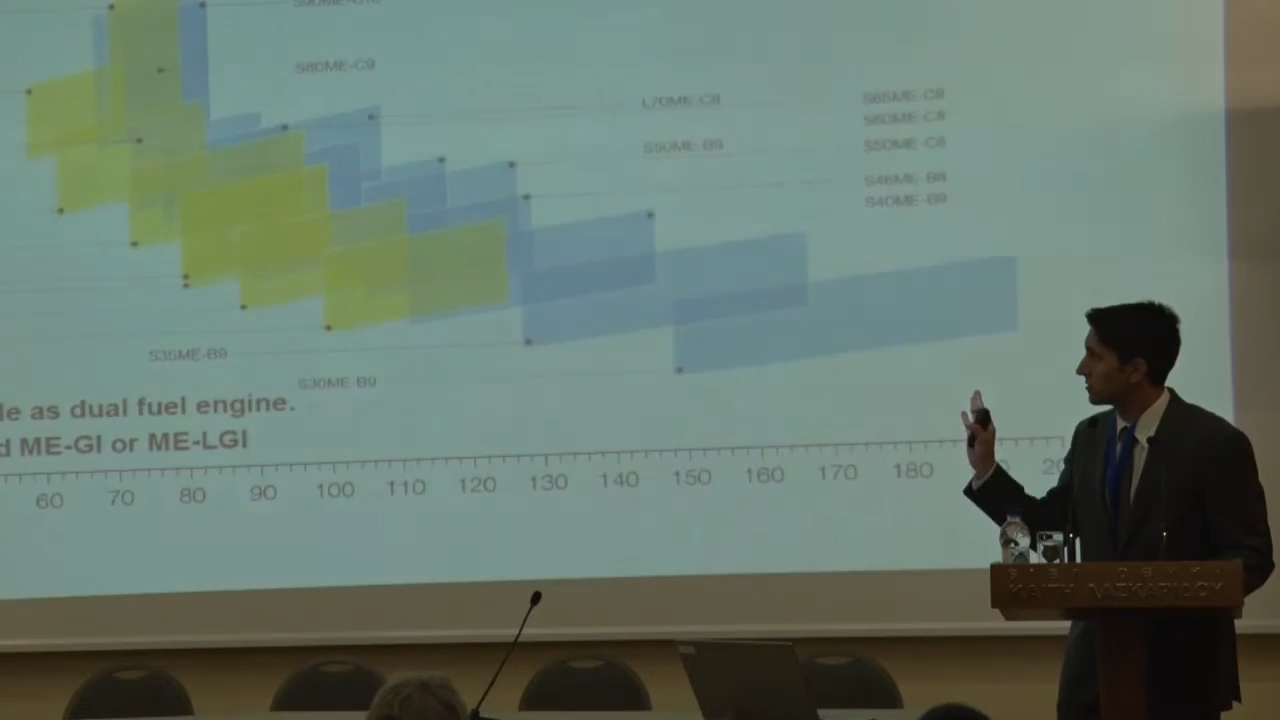 S80ME-C9
L70ME-C8
S65ME-C8
S60ME-C8
S50ME-B9
S50ME-C8
S46ME-B8
S40ME-B9
S35ME-B9
S30ME-B9
le as dual fuel engine.
d ME-GI or ME-LGI
60 70 80 90 100 110 120 130 140 150 160 170 180 20
ΛΑΣΚΑΡΙΔΟΥ